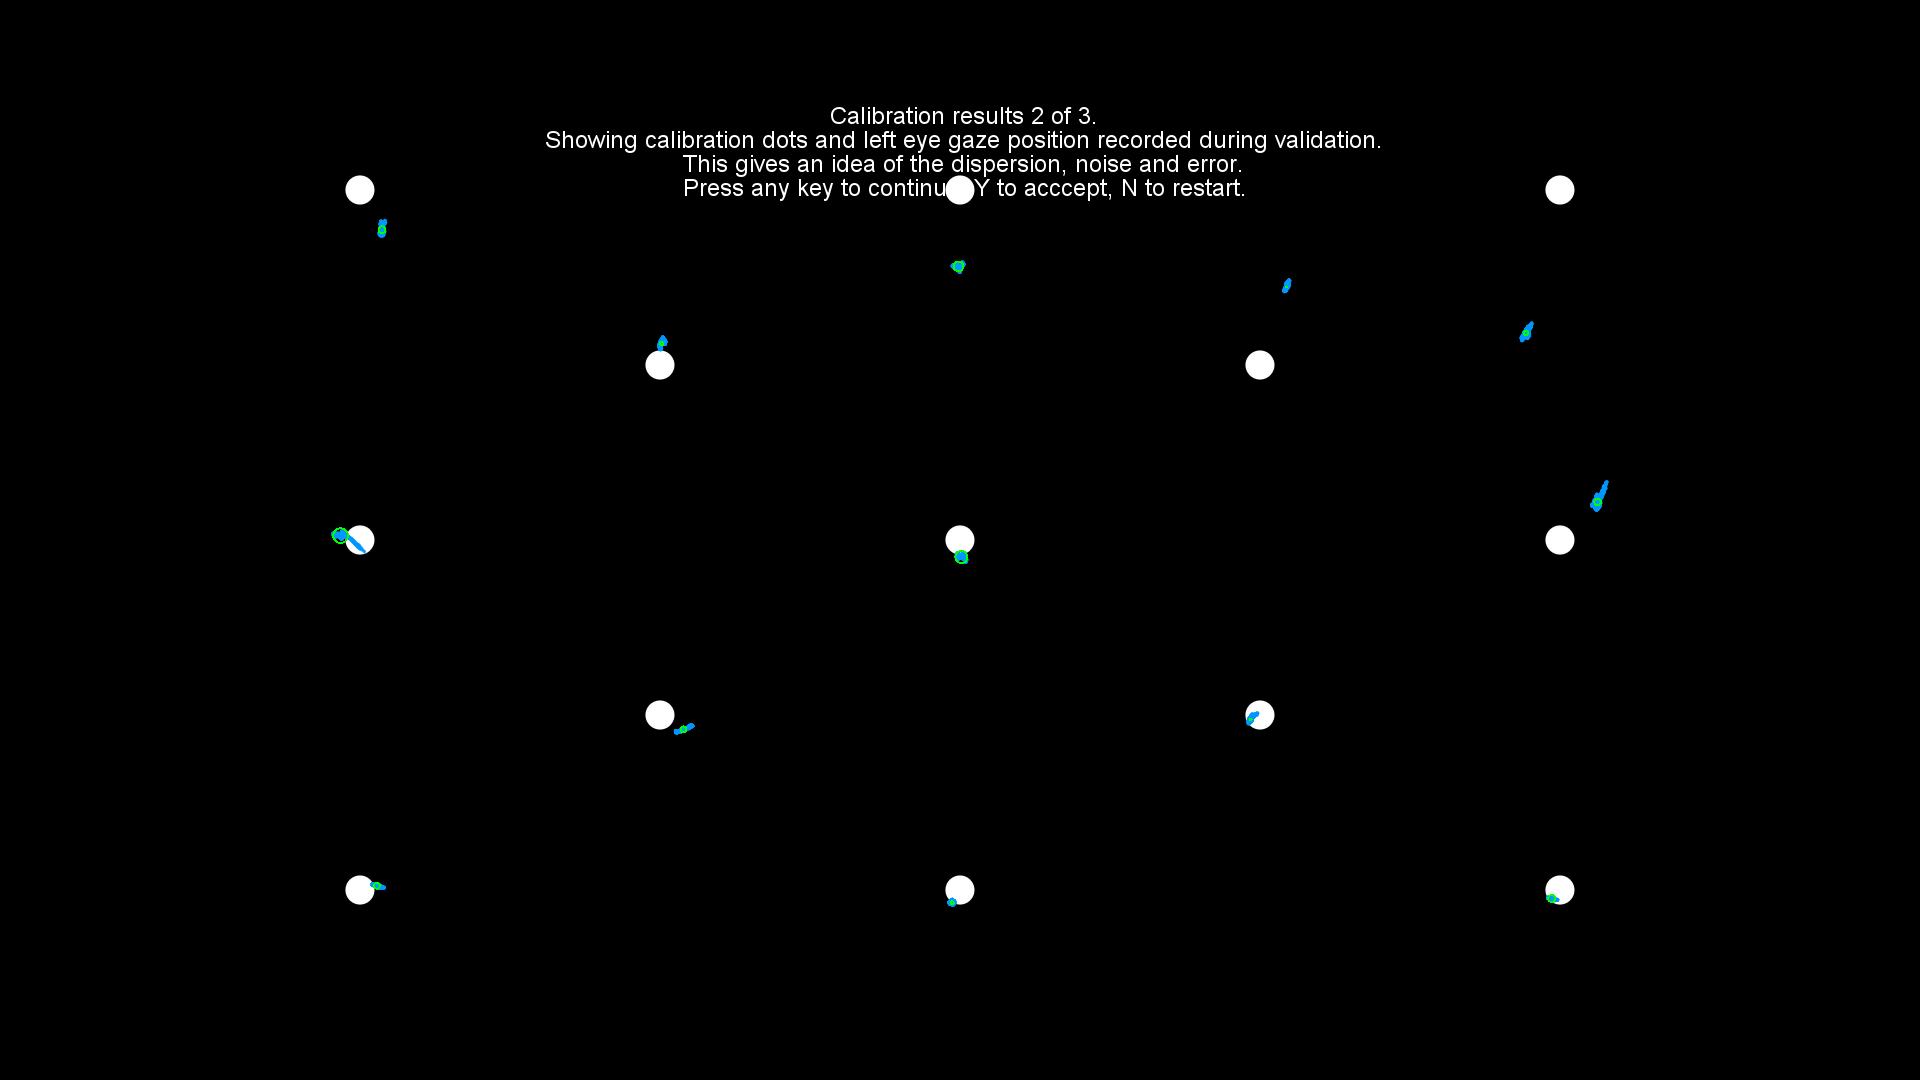 Calibration results 2 of 3.
Showing calibration dots and left eye gaze position recorded during validation.
This gives an idea of the dispersion, noise and error.
Press any key to continu Y to acccept, N to restart.